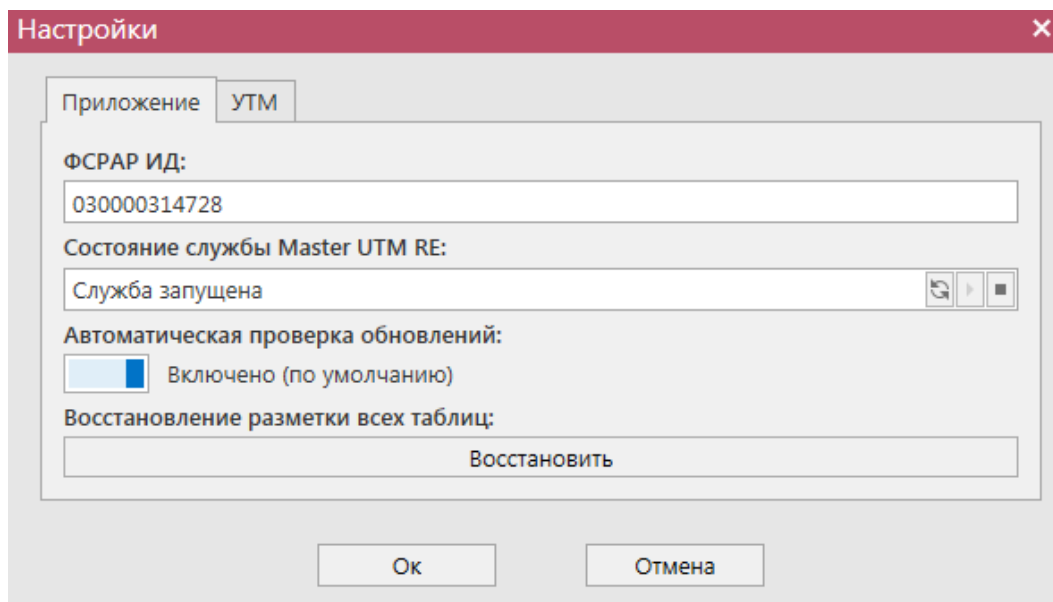 Настройки
Приложение
УТМ
ФСРАР ИД:
030000314728
Состояние службы Master UTM RE:
Служба запущена
Автоматическая проверка обновлений:
Включено (по умолчанию)
Восстановление разметки всех таблиц:
Восстановить
Ок
Отмена